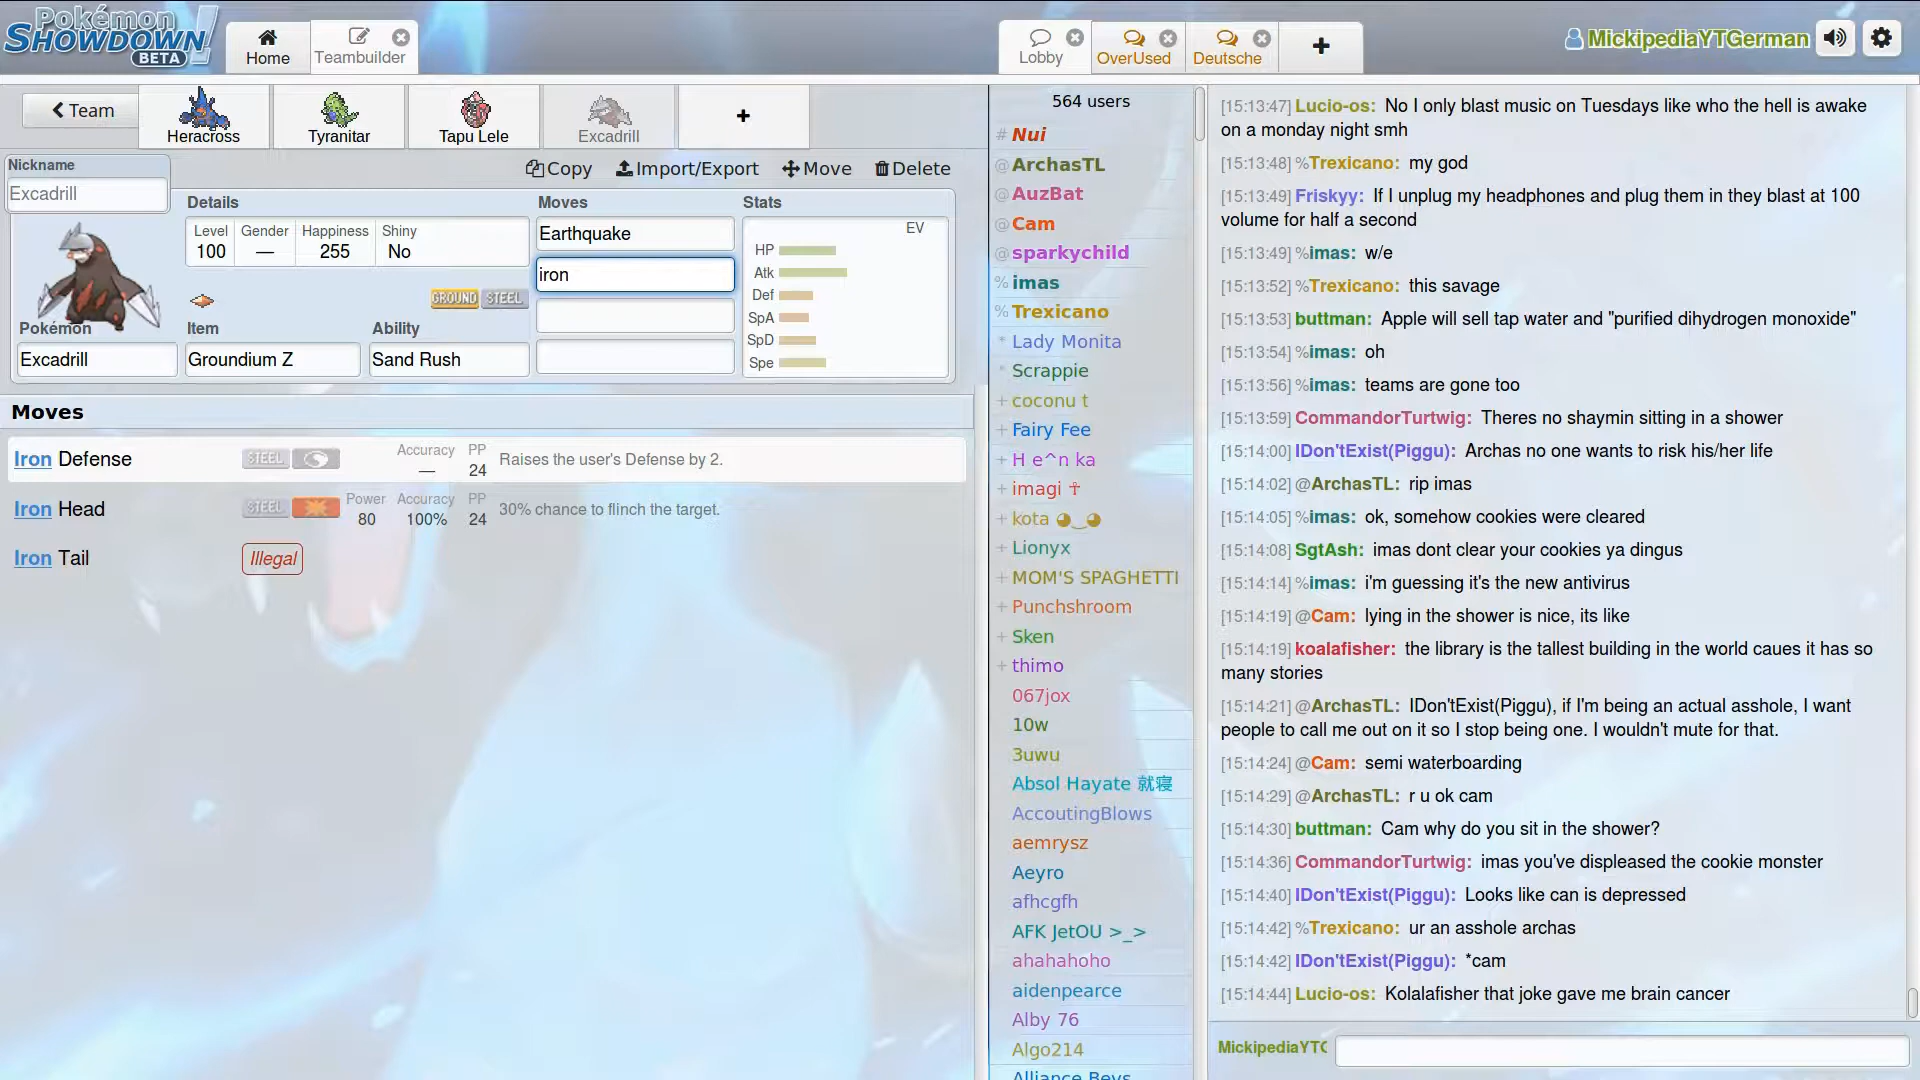 Pokémon
SHOWDOWN!
BETA
Home
Teambuilder
Lobby
OverUsed
Deutsche
MickipediaYTGerman
Team
Heracross
Tyranitar
Tapu Lele
Excadrill
Nickname
Excadrill
Copy
Import/Export
Move
Delete
Details
Moves
Stats
Level
100
Gender
—
Happiness
255
Shiny
No
GROUND STEEL
Pokémon
Excadrill
Item
Groundium Z
Ability
Sand Rush
Earthquake
iron
EV
HP
Atk
Def
SpA
SpD
Spe
Moves
Iron Defense STEEL Accuracy — PP 24 Raises the user's Defense by 2.
Iron Head STEEL Power 80 Accuracy 100% PP 24 30% chance to flinch the target.
Iron Tail Illegal
564 users
# Nui
@ ArchasTL
@ AuzBat
@ Cam
@ sparkychild
% imas
% Trexicano
* Lady Monita
* Scrappie
+ coconu t
+ Fairy Fee
+ H e^n ka
+ imagi ☥
+ kota ◕‿◕
+ Lionyx
+ MOM'S SPAGHETTI
+ Punchshroom
+ Sken
+ thimo
067jox
10w
3uwu
Absol Hayate 就寝
AccoutingBlows
aemrysz
Aeyro
afhcgfh
AFK JetOU >_>
ahahahoho
aidenpearce
Alby 76
Algo214
Alliance Beys
[15:13:47] Lucio-os: No I only blast music on Tuesdays like who the hell is awake
on a monday night smh
[15:13:48] %Trexicano: my god
[15:13:49] Friskyy: If I unplug my headphones and plug them in they blast at 100
volume for half a second
[15:13:49] %imas: w/e
[15:13:52] %Trexicano: this savage
[15:13:53] buttman: Apple will sell tap water and "purified dihydrogen monoxide"
[15:13:54] %imas: oh
[15:13:56] %imas: teams are gone too
[15:13:59] CommandorTurtwig: Theres no shaymin sitting in a shower
[15:14:00] IDon'tExist(Piggu): Archas no one wants to risk his/her life
[15:14:02] @ArchasTL: rip imas
[15:14:05] %imas: ok, somehow cookies were cleared
[15:14:08] SgtAsh: imas dont clear your cookies ya dingus
[15:14:14] %imas: i'm guessing it's the new antivirus
[15:14:19] @Cam: lying in the shower is nice, its like
[15:14:19] koalafisher: the library is the tallest building in the world caues it has so
many stories
[15:14:21] @ArchasTL: IDon'tExist(Piggu), if I'm being an actual asshole, I want
people to call me out on it so I stop being one. I wouldn't mute for that.
[15:14:24] @Cam: semi waterboarding
[15:14:29] @ArchasTL: r u ok cam
[15:14:30] buttman: Cam why do you sit in the shower?
[15:14:36] CommandorTurtwig: imas you've displeased the cookie monster
[15:14:40] IDon'tExist(Piggu): Looks like can is depressed
[15:14:42] %Trexicano: ur an asshole archas
[15:14:42] IDon'tExist(Piggu): *cam
[15:14:44] Lucio-os: Kolalafisher that joke gave me brain cancer
MickipediaYTG